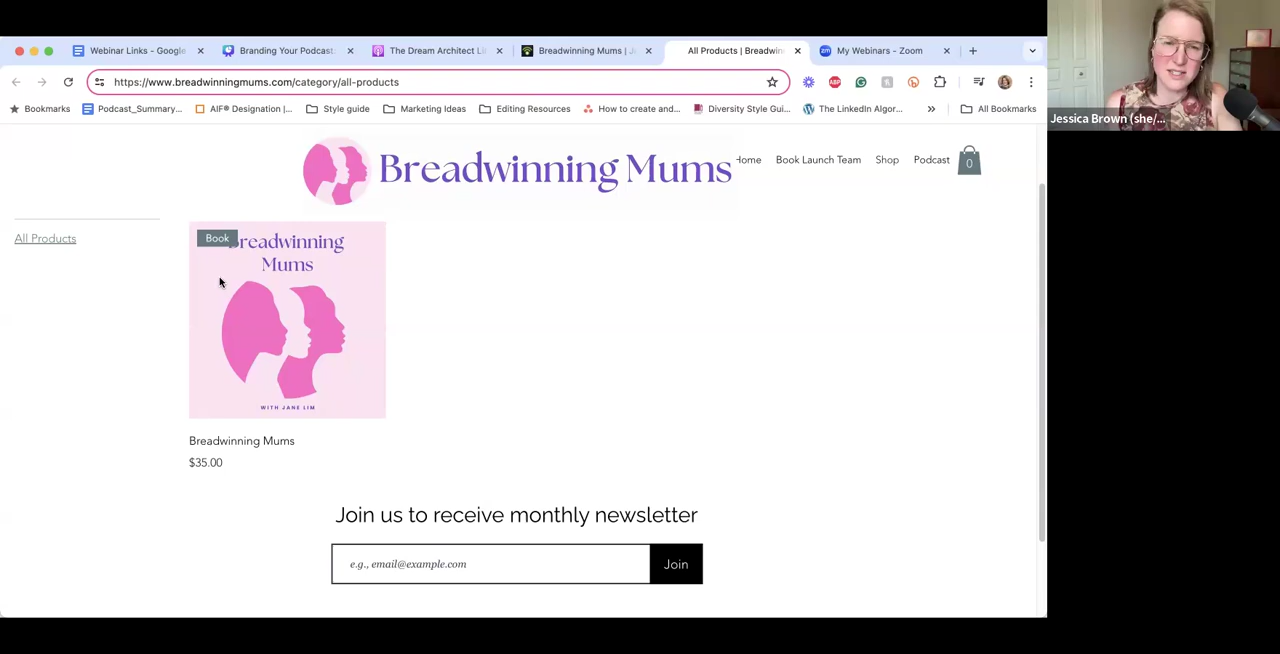 Webinar Links - Google
Branding Your Podcast
The Dream Architect Li
Breadwinning Mums | J
All Products | Breadwin
My Webinars - Zoom
https://www.breadwinningmums.com/category/all-products
ABP
Bookmarks
Podcast_Summary...
AIF® Designation |...
Style guide
Marketing Ideas
Editing Resources
How to create and...
Diversity Style Gui...
The LinkedIn Algor...
»
All Bookmarks
Jessica Brown (she/...
Breadwinning Mums
Home
Book Launch Team
Shop
Podcast
0
All Products
Book
Breadwinning
Mums
WITH JANE LIM
Breadwinning Mums
$35.00
Join us to receive monthly newsletter
e.g., email@example.com
Join